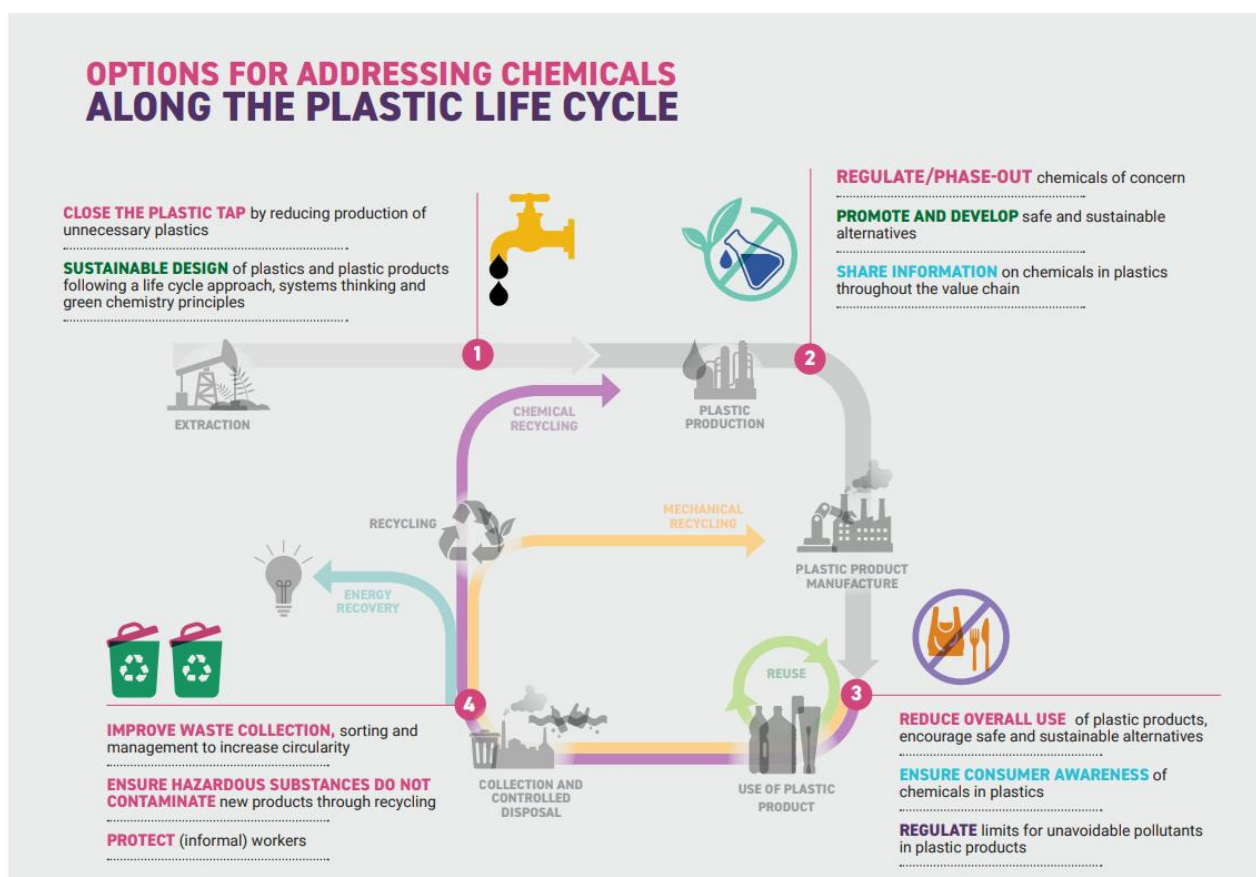 OPTIONS FOR ADDRESSING CHEMICALS
ALONG THE PLASTIC LIFE CYCLE
CLOSE THE PLASTIC TAP by reducing production of
unnecessary plastics
SUSTAINABLE DESIGN of plastics and plastic products
following a life cycle approach, systems thinking and
green chemistry principles
REGULATE/PHASE-OUT chemicals of concern
PROMOTE AND DEVELOP safe and sustainable
alternatives
SHARE INFORMATION on chemicals in plastics
throughout the value chain
1
2
EXTRACTION
CHEMICAL
RECYCLING
PLASTIC
PRODUCTION
RECYCLING
MECHANICAL
RECYCLING
PLASTIC PRODUCT
MANUFACTURE
ENERGY
RECOVERY
REUSE
3
4
IMPROVE WASTE COLLECTION, sorting and
management to increase circularity
ENSURE HAZARDOUS SUBSTANCES DO NOT
CONTAMINATE new products through recycling
PROTECT (informal) workers
COLLECTION AND
CONTROLLED
DISPOSAL
USE OF PLASTIC
PRODUCT
REDUCE OVERALL USE of plastic products,
encourage safe and sustainable alternatives
ENSURE CONSUMER AWARENESS of
chemicals in plastics
REGULATE limits for unavoidable pollutants
in plastic products